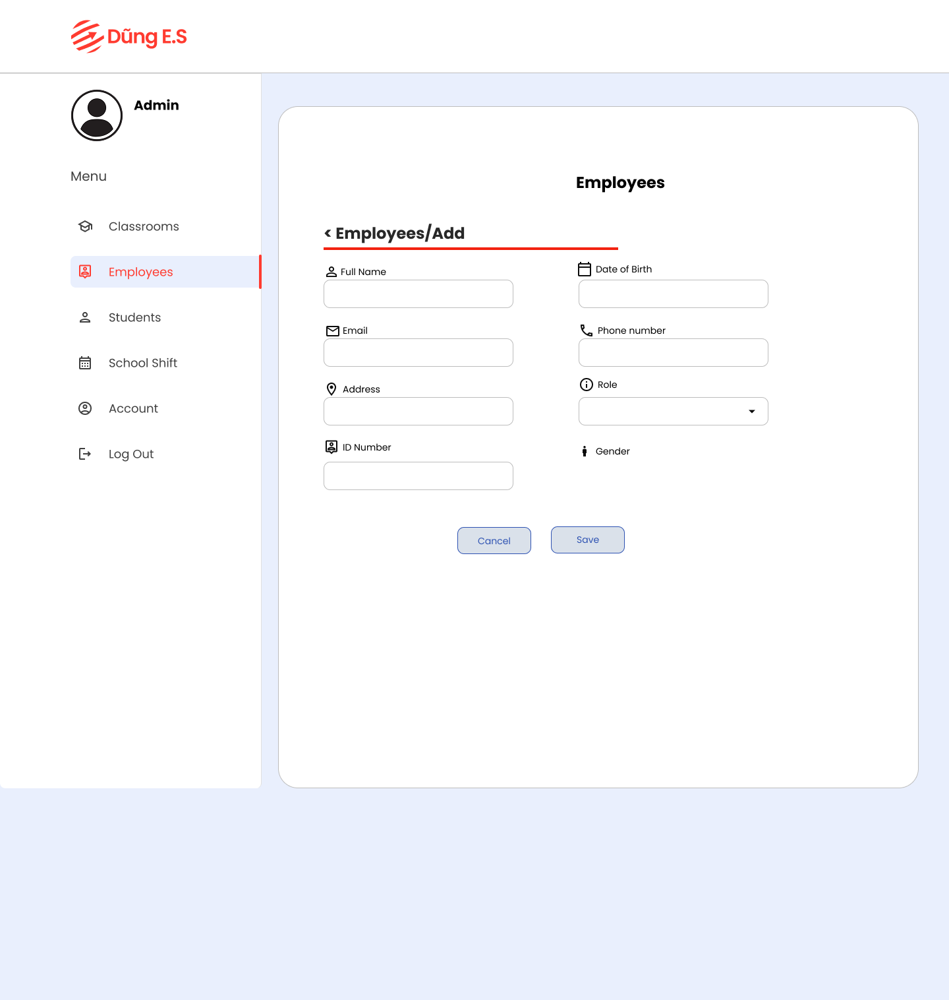 Dũng E.S
Admin
Menu
Classrooms
Employees
Students
School Shift
Account
Log Out
Employees
< Employees/Add
Full Name
Date of Birth
Email
Phone number
Address
Role
ID Number
Gender
Cancel
Save